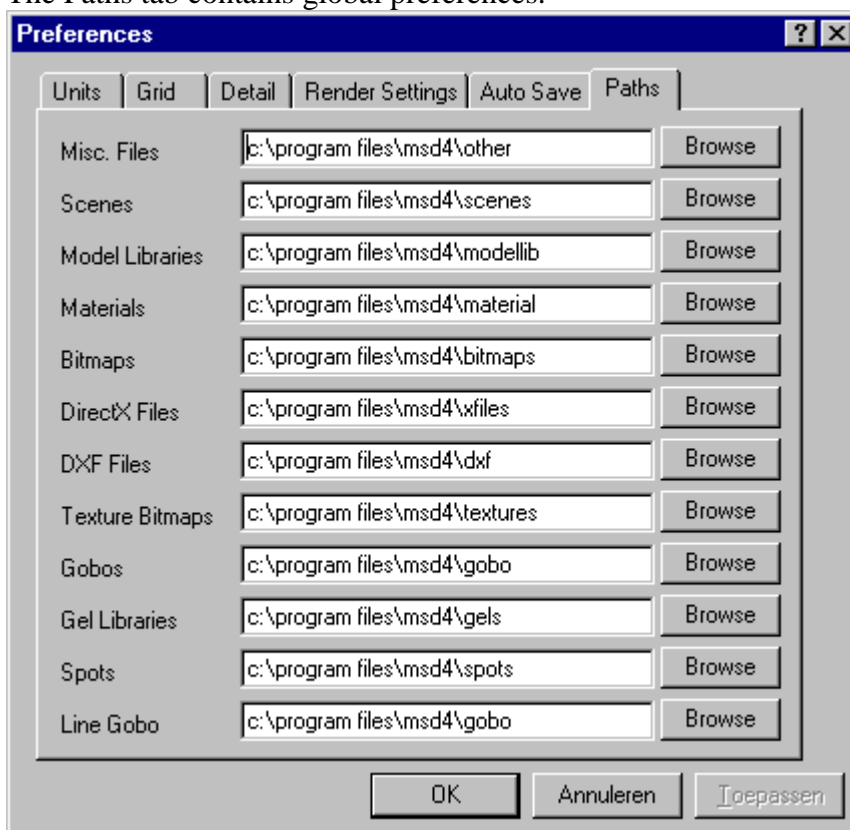 The Paths tab contains global preferences.
Preferences
Units Grid Detail Render Settings Auto Save Paths
Misc. Files c:\program files\msd4\other Browse
Scenes c:\program files\msd4\scenes Browse
Model Libraries c:\program files\msd4\modellib Browse
Materials c:\program files\msd4\material Browse
Bitmaps c:\program files\msd4\bitmaps Browse
DirectX Files c:\program files\msd4\xfiles Browse
DXF Files c:\program files\msd4\dxf Browse
Texture Bitmaps c:\program files\msd4\textures Browse
Gobos c:\program files\msd4\gobo Browse
Gel Libraries c:\program files\msd4\gels Browse
Spots c:\program files\msd4\spots Browse
Line Gobo c:\program files\msd4\gobo Browse
OK Annuleren Toepassen